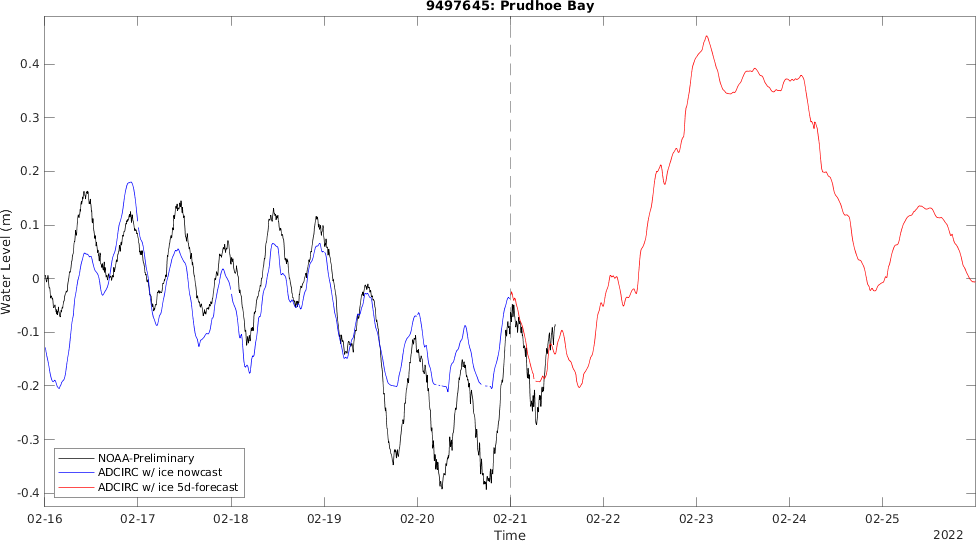 9497645: Prudhoe Bay
Water Level (m)
0.4
0.3
0.2
0.1
0
-0.1
-0.2
-0.3
-0.4
NOAA-Preliminary
ADCIRC w/ ice nowcast
ADCIRC w/ ice 5d-forecast
02-16 02-17 02-18 02-19 02-20 02-21 02-22 02-23 02-24 02-25
Time
2022